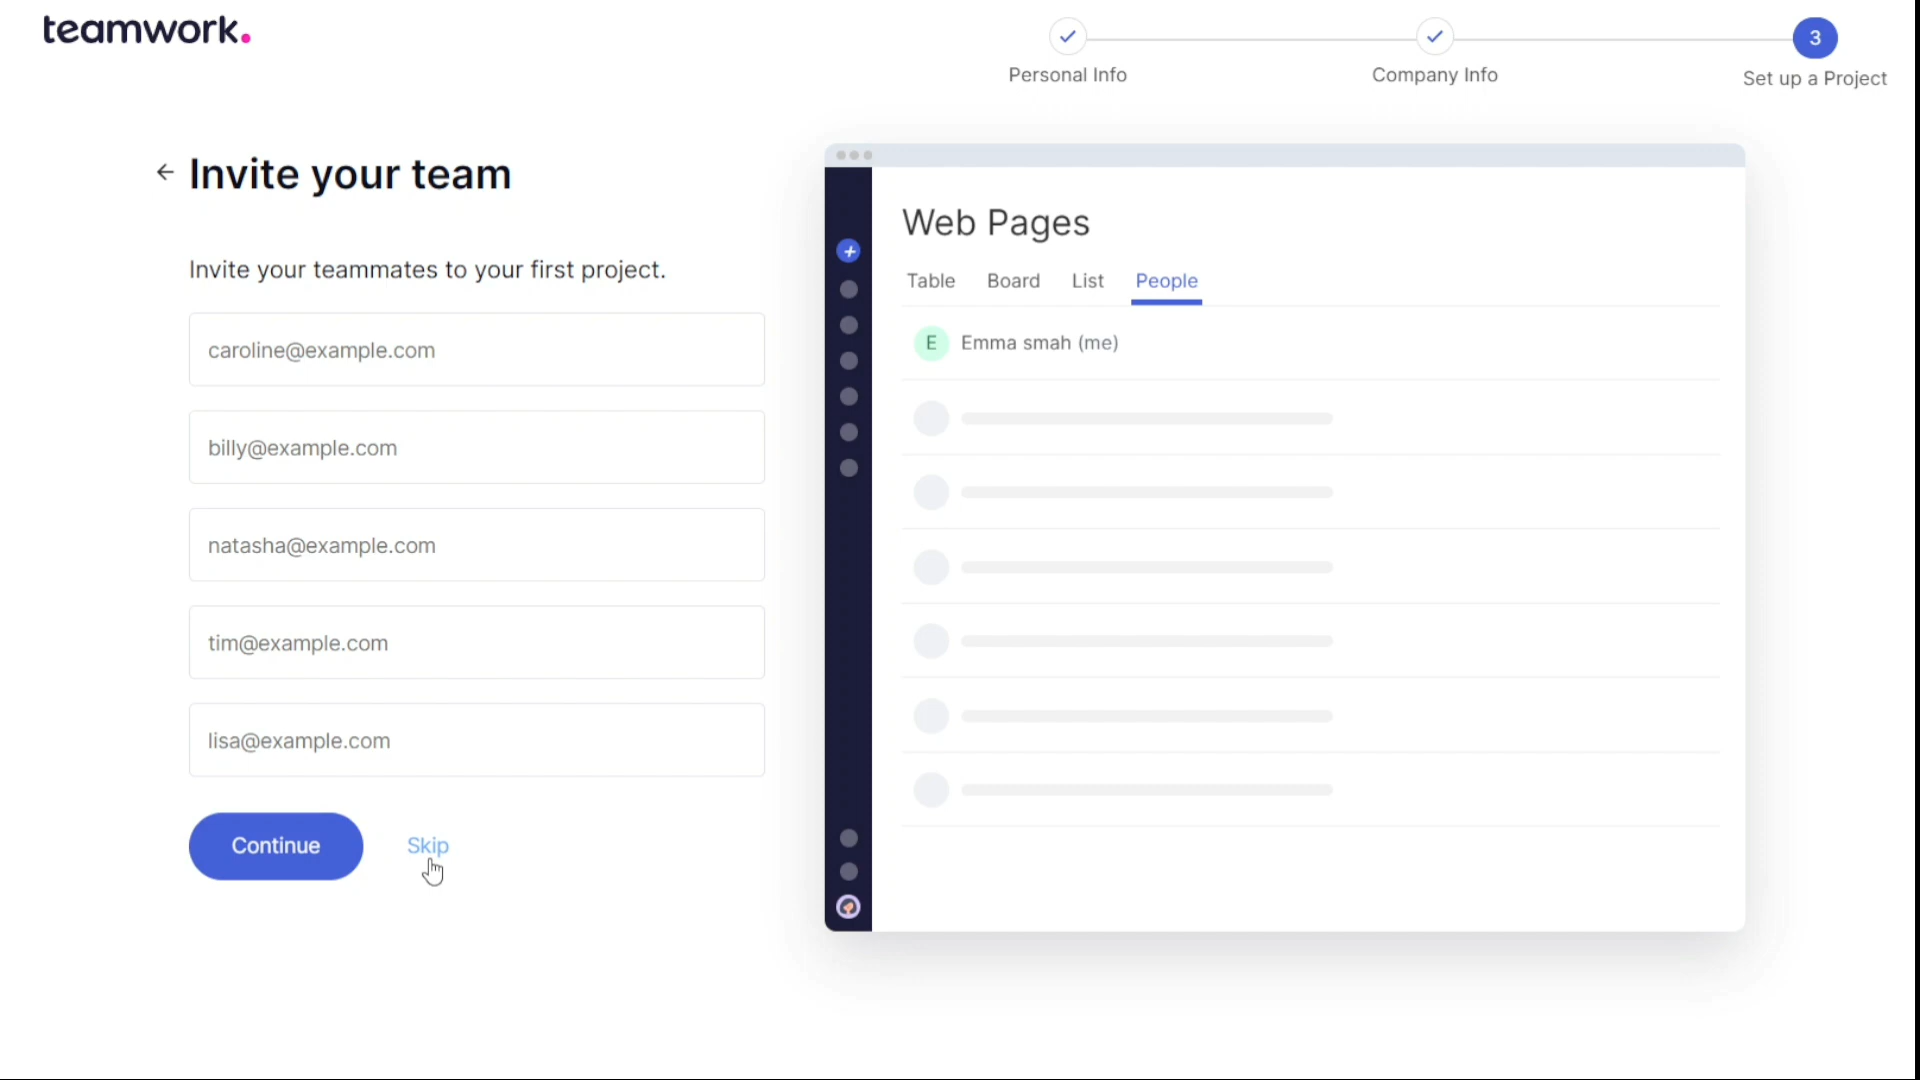 teamwork.
3
Personal Info
Company Info
Set up a Project
Invite your team
Invite your teammates to your first project.
caroline@example.com
billy@example.com
natasha@example.com
tim@example.com
lisa@example.com
Continue
Skip
Web Pages
Table
Board
List
People
E
Emma smah (me)